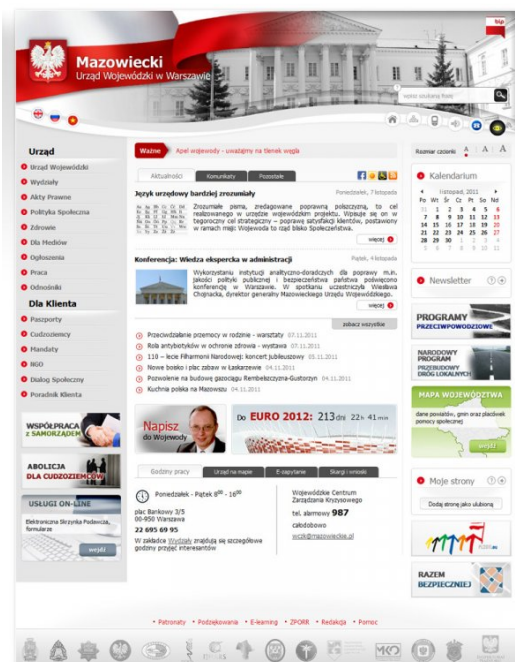 bip
Mazowiecki
Urząd Wojewódzki w Warszawie
wpisz szukaną frazę
Urząd
Urząd Wojewódzki
Wydziały
Akty Prawne
Polityka Społeczna
Zdrowie
Dla Mediów
Ogłoszenia
Praca
Odnośniki
Dla Klienta
Paszporty
Cudzoziemcy
Mandaty
NGO
Dialog Społeczny
Poradnik Klienta
WSPÓŁPRACA
z SAMORZĄDEM
ABOLICJA
DLA CUDZOZIEMCÓW
USŁUGI ON-LINE
Elektroniczna Skrzynka Podawcza,
formularze
wejdź
Ważne
Apel wojewody - uważajmy na tlenek węgla
Aktualności Komunikaty Pozostałe
Język urzędowy bardziej zrozumiały
Poniedziałek, 7 listopada
Zrozumałe pisma, zredagowane poprawną polszczyzną, to cel
realizowanego w urzędzie wojewódzkim projektu. Wpisuje się on w
tegoroczny cel strategiczny – poprawę satysfakcji klientów, postawiony
w ramach misji: Wojewoda to rząd blisko Społeczeństwa.
więcej
Konferencja: Wiedza ekspercka w administracji
Piątek, 4 listopada
Wykorzystaniu instytucji analityczno-doradczych dla poprawy m.in.
jakości polityk publicznej i bezpieczeństwa państwa poświęcono
konferencję w Warszawie. W spotkaniu uczestniczyła Wiesława
Chojnacka, dyrektor generalny Mazowieckiego Urzędu Wojewódzkiego.
więcej
zobacz wszystkie
Przeciwdziałanie przemocy w rodzinie - warsztaty 07.11.2011
Rola antybiotyków w ochronie zdrowia - wystawa 07.11.2011
110 – lecie Filharmonii Narodowej: koncert jubileuszowy 05.11.2011
Nowe boisko i plac zabaw w Łaskarzewie 04.11.2011
Pozwolenie na budowę gazociągu Rembelszczyzna-Gustorzyn 04.11.2011
Kuchnia polska na Mazowszu 04.11.2011
Napisz
do Wojewody
Do EURO 2012: 213 dni 22h 41 min
Godziny pracy Urząd na mapie E-zapytanie Skargi i wnioski
Poniedziałek - Piątek 8⁰⁰ - 16⁰⁰
plac Bankowy 3/5
00-950 Warszawa
22 695 69 95
W zakładce Wydziały znajdują się szczegółowe
godziny przyjęć interesantów
Wojewódzkie Centrum
Zarządzania Kryzysowego
tel. alarmowy 987
całodobowo
wczk@mazowieckie.pl
Rozmiar czcionki A A A
Kalendarium
listopad, 2011
Po Wt Śr Cz Pt So Nd
31 1 2 3 4 5 6
7 8 9 10 11 12 13
14 15 16 17 18 19 20
21 22 23 24 25 26 27
28 29 30 1 2 3 4
Newsletter
PROGRAMY
PRZECIWPOWODZIOWE
NARODOWY
PROGRAM
PRZEBUDOWY
DRÓG LOKALNYCH
MAPA WOJEWÓDZTWA
dane powiatów, gmin oraz placówek
pomocy społecznej
wejdź
Moje strony
Dodaj stronę jako ulubioną
RAZEM
BEZPIECZNIEJ
Patronaty Podziękowania E-learning ZPORR Redakcja Pomoc